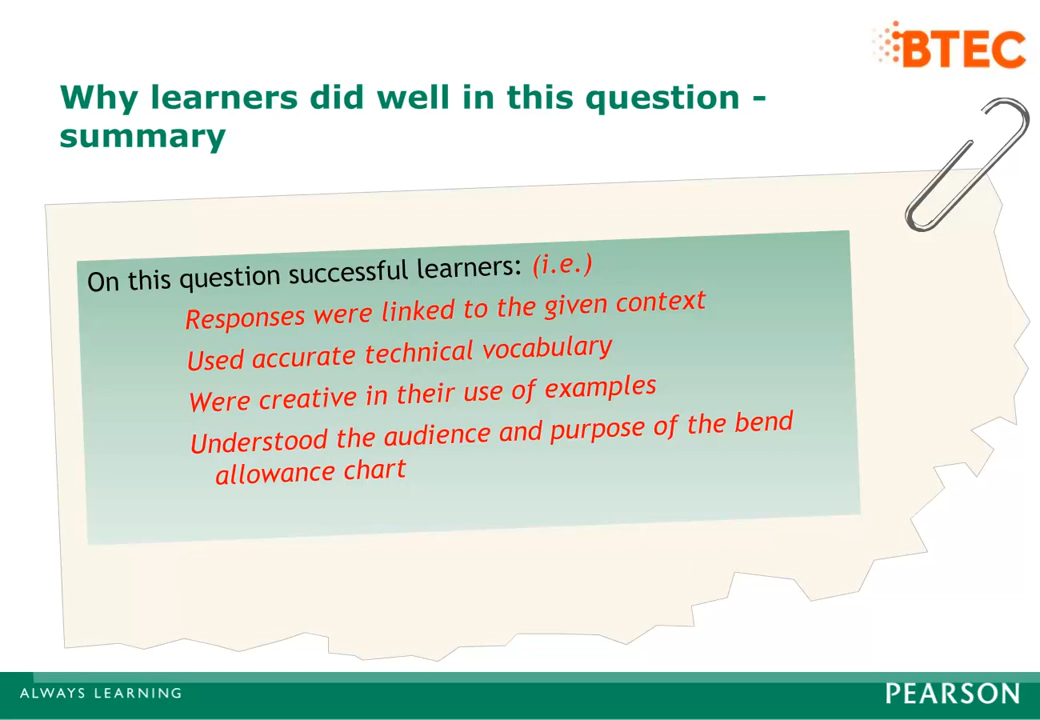 BTEC
Why learners did well in this question -
summary
On this question successful learners: (i.e.)
Responses were linked to the given context
Used accurate technical vocabulary
Were creative in their use of examples
Understood the audience and purpose of the bend
allowance chart
ALWAYS LEARNING
PEARSON